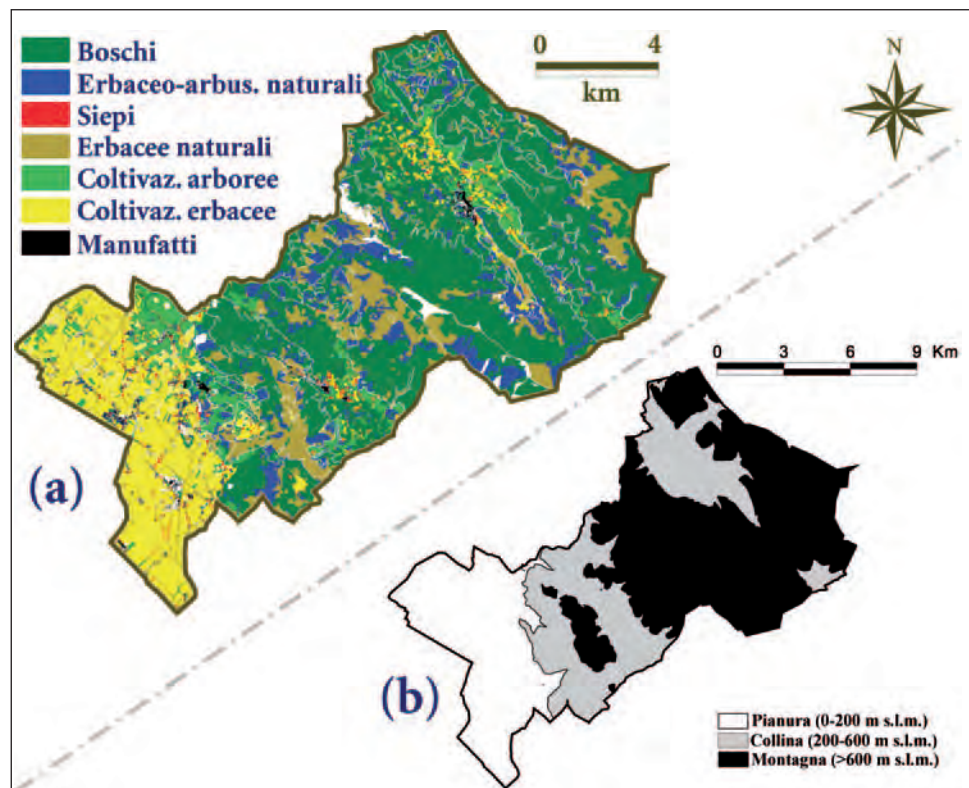 Boschi
Erbaceo-arbus. naturali
Siepi
Erbacee naturali
Coltivaz. arboree
Coltivaz. erbacee
Manufatti
0 4
km
N
(a)
0 3 6 9 Km
(b)
Pianura (0-200 m s.l.m.)
Collina (200-600 m s.l.m.)
Montagna (>600 m s.l.m.)